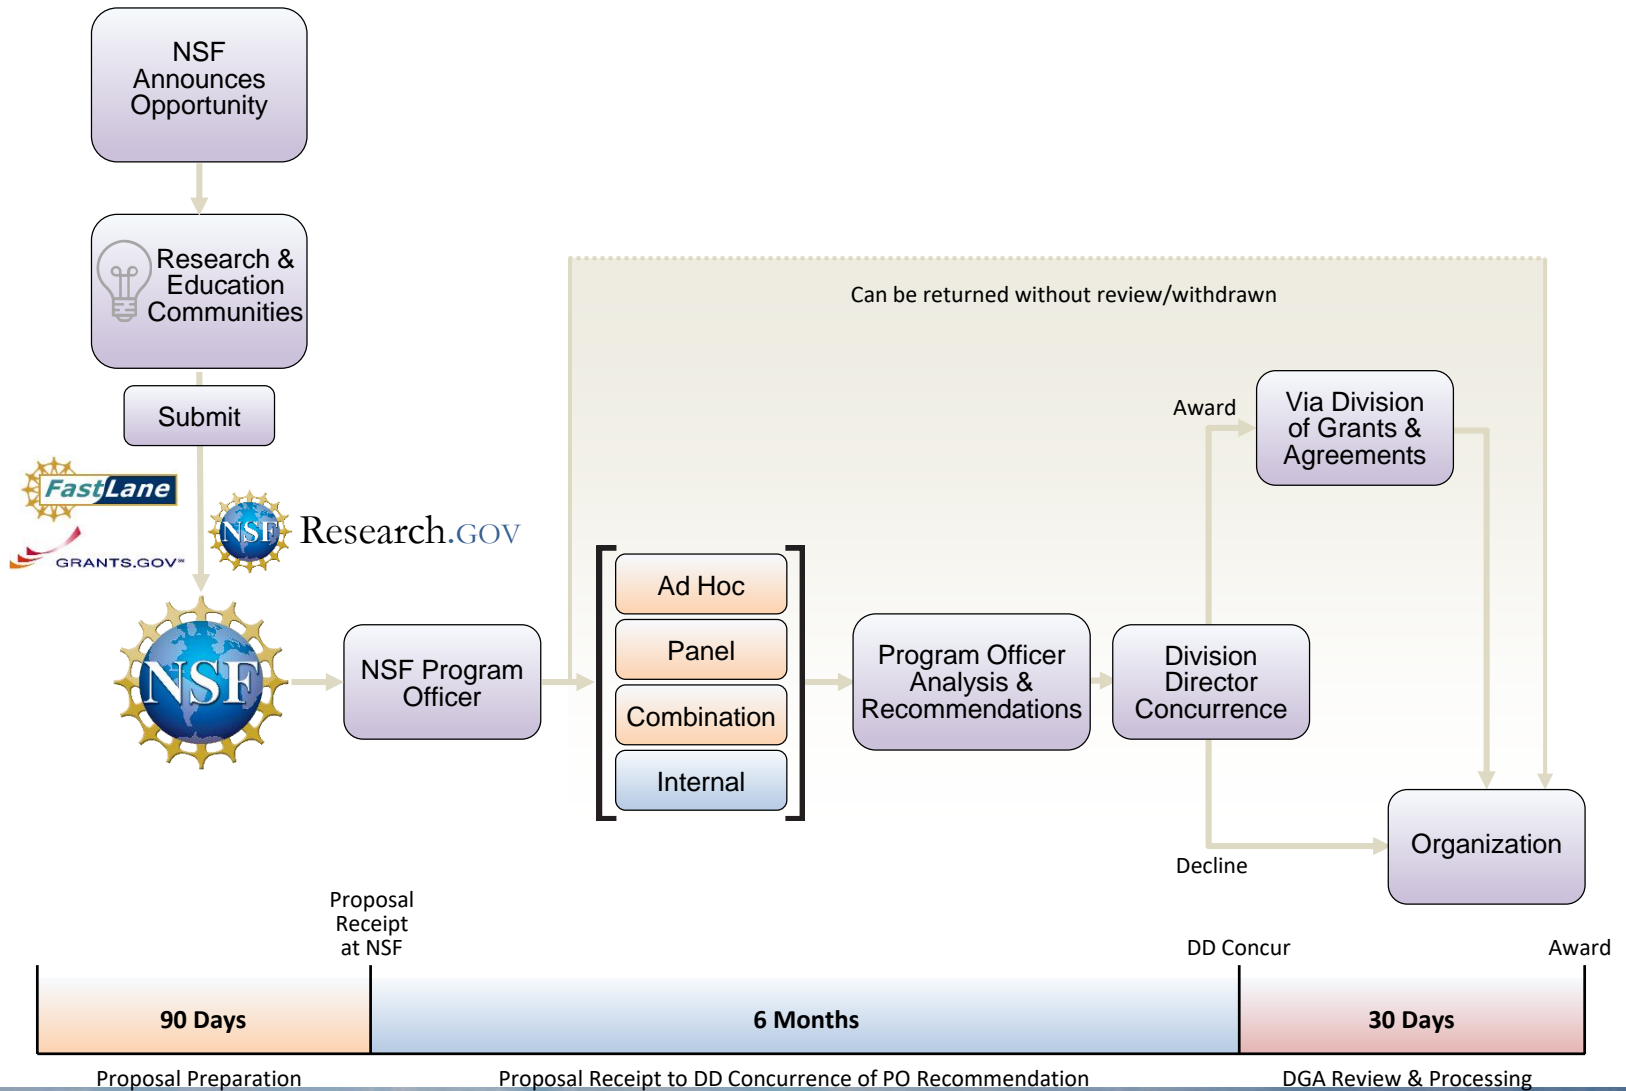 NSF
Announces
Opportunity
Research &
Education
Communities
Submit
FastLane
GRANTS.GOV℠
NSF
Research.GOV
NSF
NSF Program
Officer
Can be returned without review/withdrawn
Ad Hoc
Panel
Combination
Internal
Program Officer
Analysis &
Recommendations
Division
Director
Concurrence
Award
Via Division
of Grants &
Agreements
Decline
Organization
Proposal
Receipt
at NSF
DD Concur
Award
90 Days
6 Months
30 Days
Proposal Preparation
Proposal Receipt to DD Concurrence of PO Recommendation
DGA Review & Processing